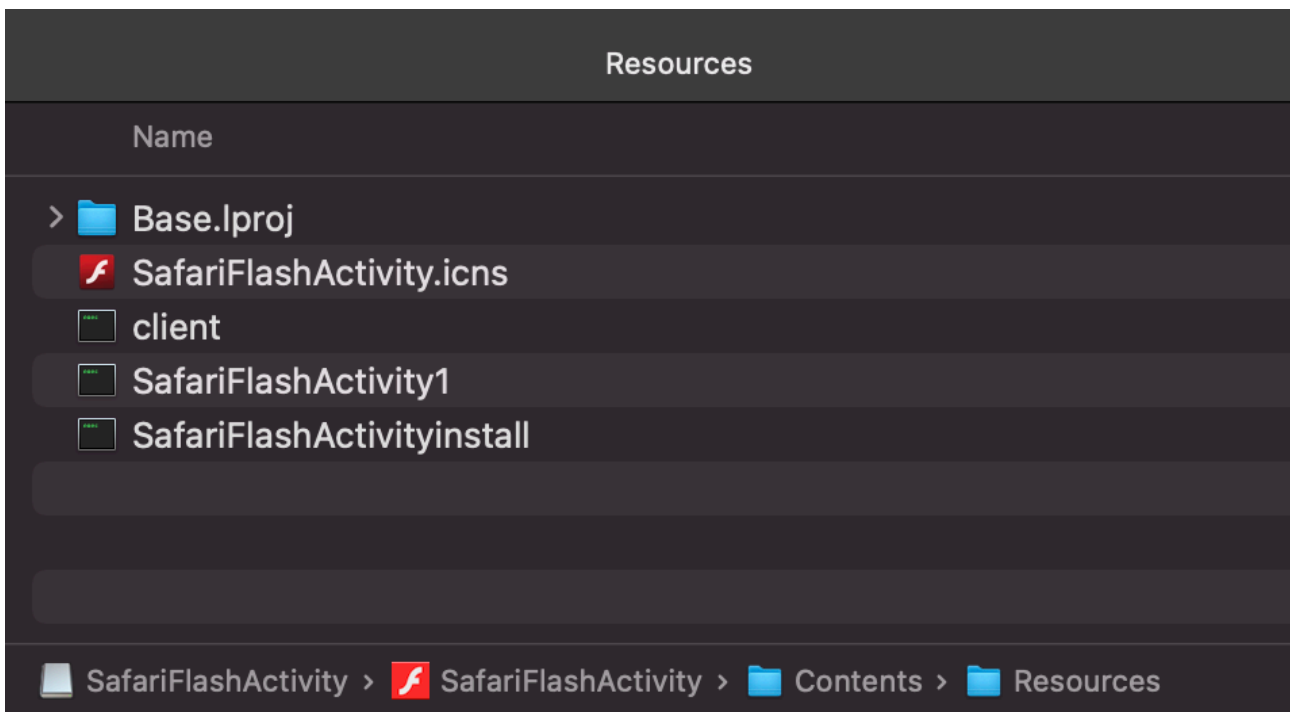 Resources
Name
Base.lproj
SafariFlashActivity.icns
client
SafariFlashActivity1
SafariFlashActivityinstall
SafariFlashActivity › SafariFlashActivity › Contents › Resources